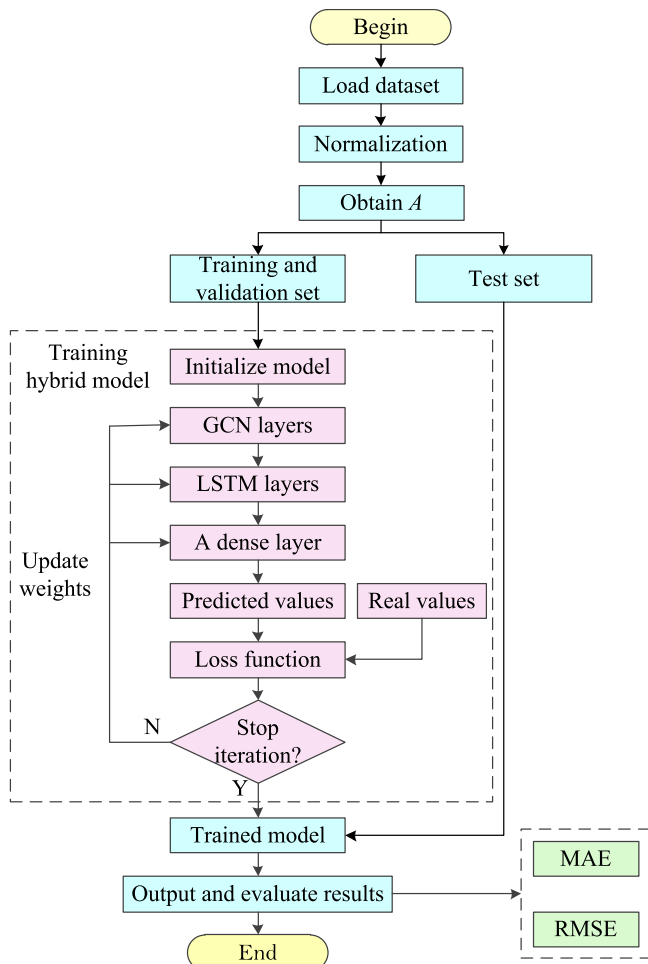 Begin
Load dataset
Normalization
Obtain A
Training and
validation set
Test set
Training
hybrid model
Initialize model
GCN layers
LSTM layers
A dense layer
Update
weights
Predicted values
Real values
Loss function
N
Stop
iteration?
Y
Trained model
MAE
Output and evaluate results
RMSE
End